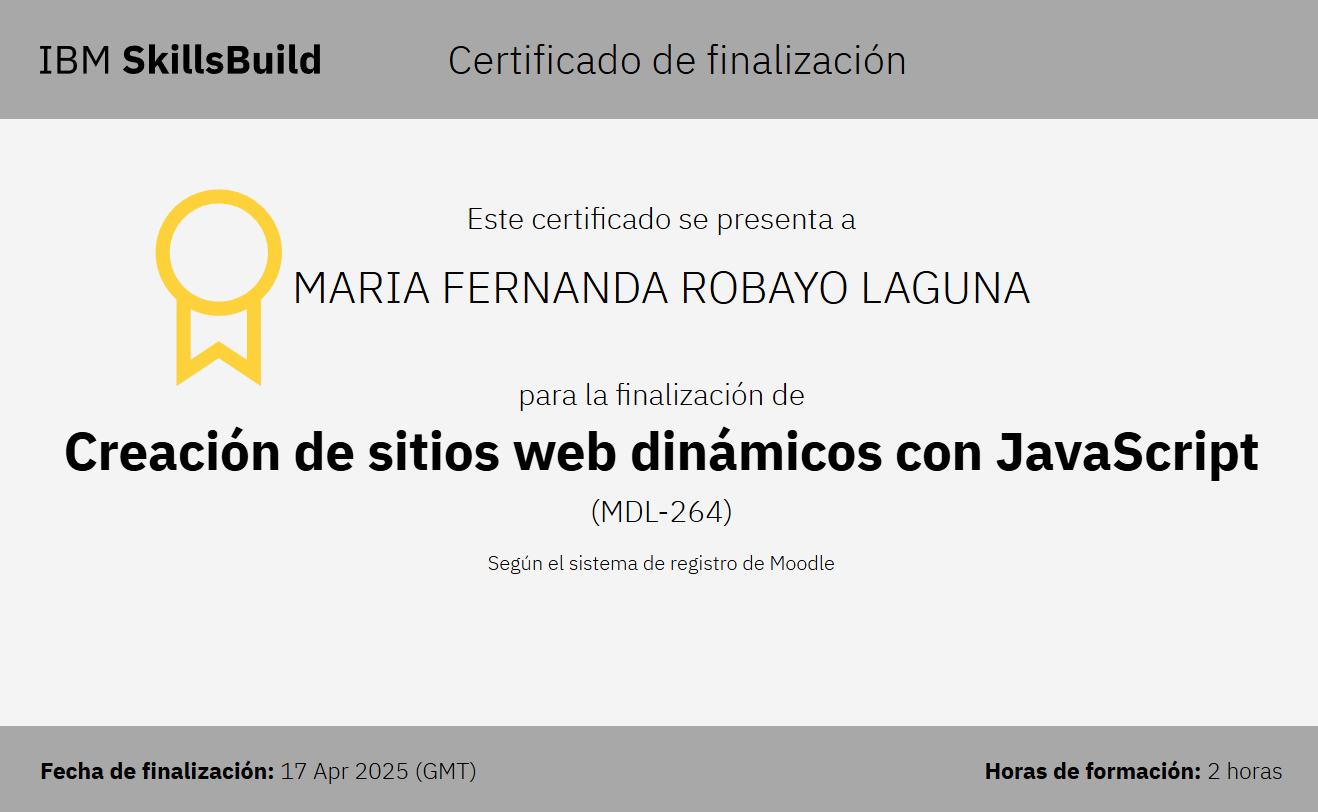 IBM SkillsBuild
Certificado de finalización
Este certificado se presenta a
MARIA FERNANDA ROBAYO LAGUNA
para la finalización de
Creación de sitios web dinámicos con JavaScript
(MDL-264)
Según el sistema de registro de Moodle
Fecha de finalización: 17 Apr 2025 (GMT)
Horas de formación: 2 horas